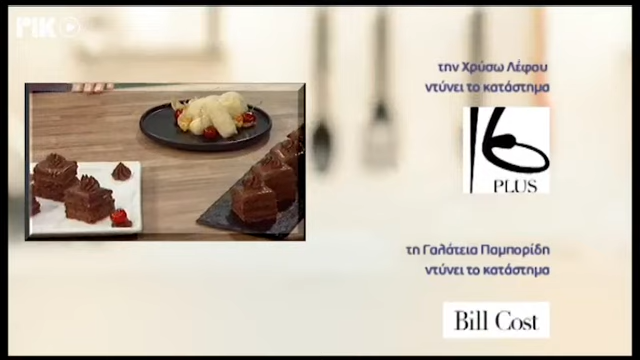 ΡΙΚ
την Χρύσω Λέφου
ντύνει το κατάστημα
K
PLUS
τη Γαλάτεια Παμπορίδη
ντύνει το κατάστημα
Bill Cost